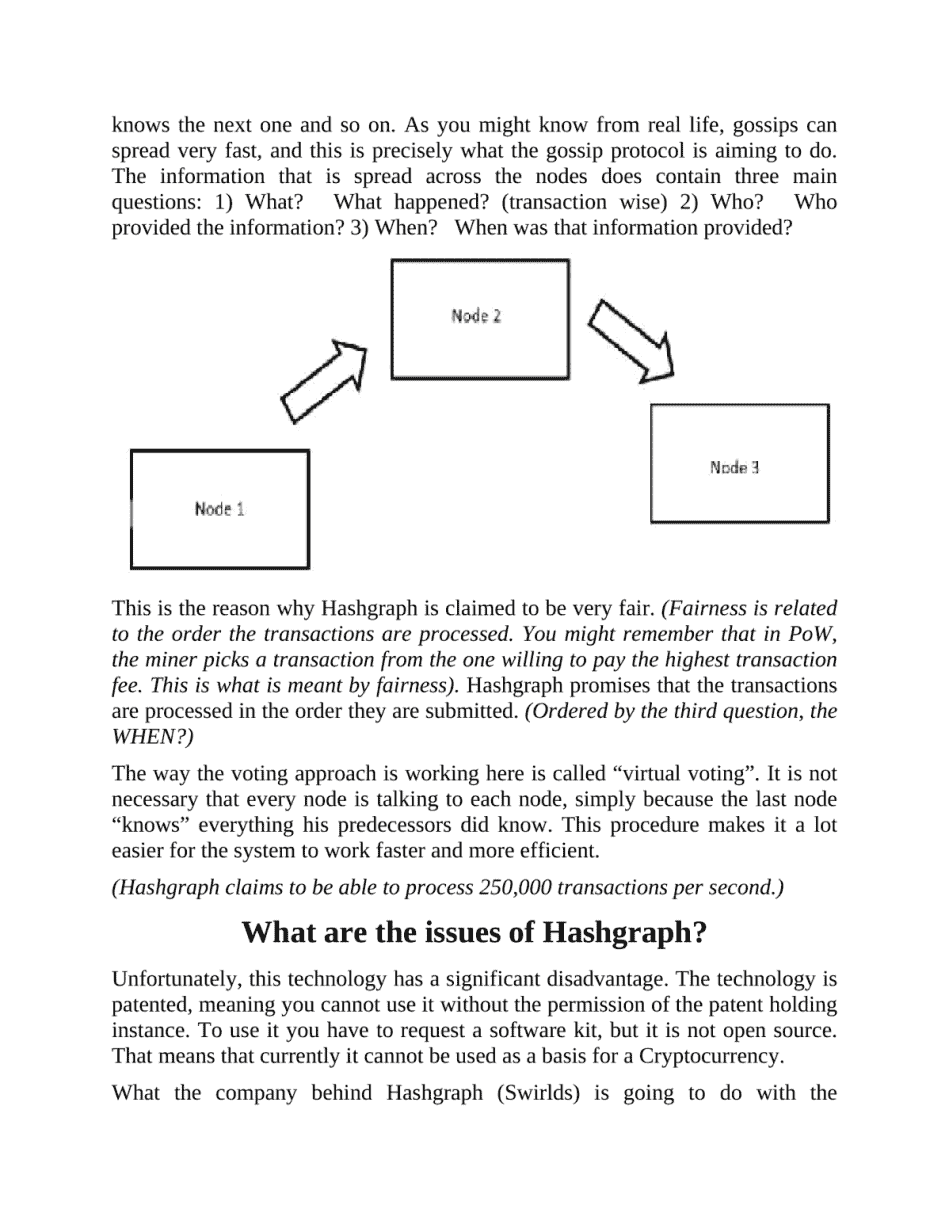 knows the next one and so on. As you might know from real life, gossips can
spread very fast, and this is precisely what the gossip protocol is aiming to do.
The information that is spread across the nodes does contain three main
questions: 1) What? What happened? (transaction wise) 2) Who? Who
provided the information? 3) When? When was that information provided?
Node 2
Node 3
Node 1
This is the reason why Hashgraph is claimed to be very fair. (Fairness is related
to the order the transactions are processed. You might remember that in PoW,
the miner picks a transaction from the one willing to pay the highest transaction
fee. This is what is meant by fairness). Hashgraph promises that the transactions
are processed in the order they are submitted. (Ordered by the third question, the
WHEN?)
The way the voting approach is working here is called “virtual voting”. It is not
necessary that every node is talking to each node, simply because the last node
“knows” everything his predecessors did know. This procedure makes it a lot
easier for the system to work faster and more efficient.
(Hashgraph claims to be able to process 250,000 transactions per second.)
What are the issues of Hashgraph?
Unfortunately, this technology has a significant disadvantage. The technology is
patented, meaning you cannot use it without the permission of the patent holding
instance. To use it you have to request a software kit, but it is not open source.
That means that currently it cannot be used as a basis for a Cryptocurrency.
What the company behind Hashgraph (Swirlds) is going to do with the